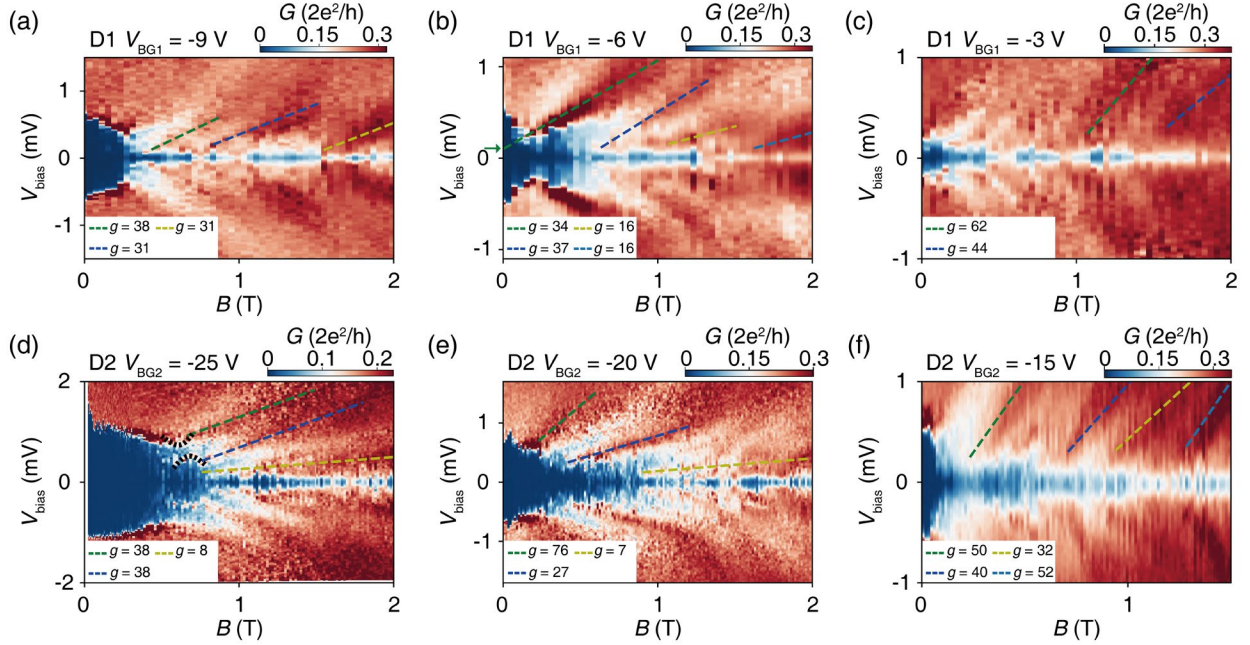 (a) D1 V_BG1 = -9 V
G (2e²/h)
0 0.15 0.3
V_bias (mV)
1
0
-1
g = 38 g = 31
g = 31
0 1 2
B (T)
(b) D1 V_BG1 = -6 V
G (2e²/h)
0 0.15 0.3
V_bias (mV)
1
0
-1
g = 34 g = 16
g = 37 g = 16
0 1 2
B (T)
(c) D1 V_BG1 = -3 V
G (2e²/h)
0 0.15 0.3
V_bias (mV)
1
0
-1
g = 62
g = 44
0 1 2
B (T)
(d) D2 V_BG2 = -25 V
G (2e²/h)
0 0.1 0.2
V_bias (mV)
2
0
-2
g = 38 g = 8
g = 38
0 1 2
B (T)
(e) D2 V_BG2 = -20 V
G (2e²/h)
0 0.15 0.3
V_bias (mV)
1
0
-1
g = 76 g = 7
g = 27
0 1 2
B (T)
(f) D2 V_BG2 = -15 V
G (2e²/h)
0 0.15 0.3
V_bias (mV)
1
0
-1
g = 50 g = 32
g = 40 g = 52
0 1
B (T)